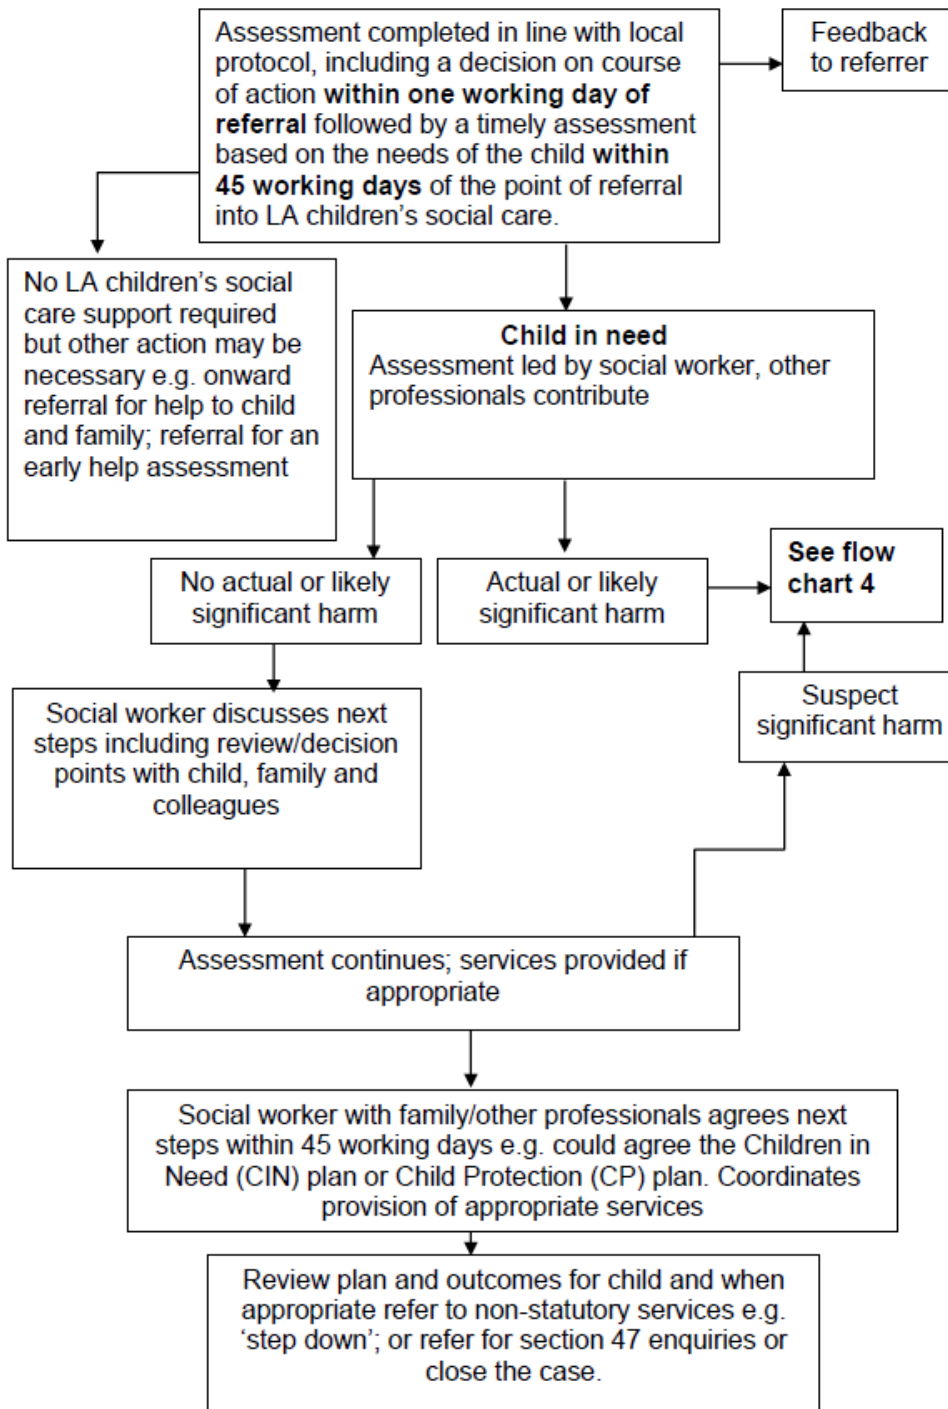 Assessment completed in line with local
protocol, including a decision on course
of action within one working day of
referral followed by a timely assessment
based on the needs of the child within
45 working days of the point of referral
into LA children's social care.
Feedback
to referrer
No LA children's social
care support required
but other action may be
necessary e.g. onward
referral for help to child
and family; referral for an
early help assessment
Child in need
Assessment led by social worker, other
professionals contribute
No actual or likely
significant harm
Actual or likely
significant harm
See flow
chart 4
Suspect
significant harm
Social worker discusses next
steps including review/decision
points with child, family and
colleagues
Assessment continues; services provided if
appropriate
Social worker with family/other professionals agrees next
steps within 45 working days e.g. could agree the Children in
Need (CIN) plan or Child Protection (CP) plan. Coordinates
provision of appropriate services
Review plan and outcomes for child and when
appropriate refer to non-statutory services e.g.
‘step down’; or refer for section 47 enquiries or
close the case.